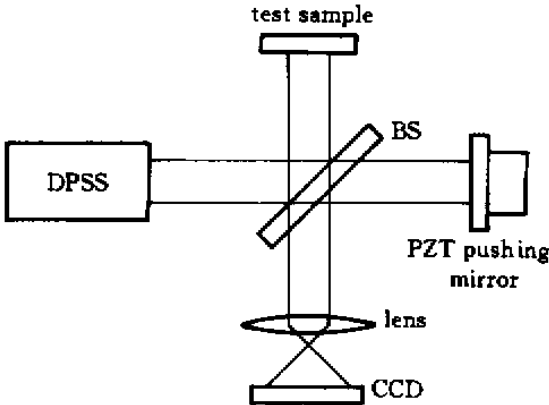 test sample
BS
DPSS
PZT pushing
mirror
lens
CCD